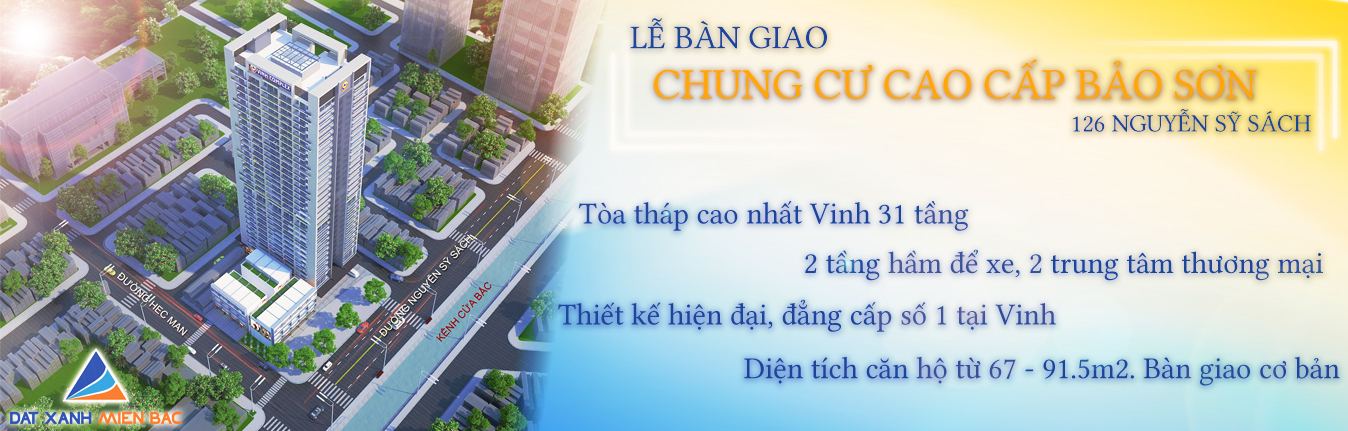 LỄ BÀN GIAO
CHUNG CƯ CAO CẤP BẢO SƠN
126 NGUYỄN SỸ SÁCH
Tòa tháp cao nhất Vinh 31 tầng
2 tầng hầm để xe, 2 trung tâm thương mại
Thiết kế hiện đại, đẳng cấp số 1 tại Vinh
Diện tích căn hộ từ 67 - 91.5m2. Bàn giao cơ bản
ĐƯỜNG HEC MAN
ĐƯỜNG NGUYỄN SỸ SÁCH
KÊNH CỬA BẮC
DAT XANH MIEN BAC